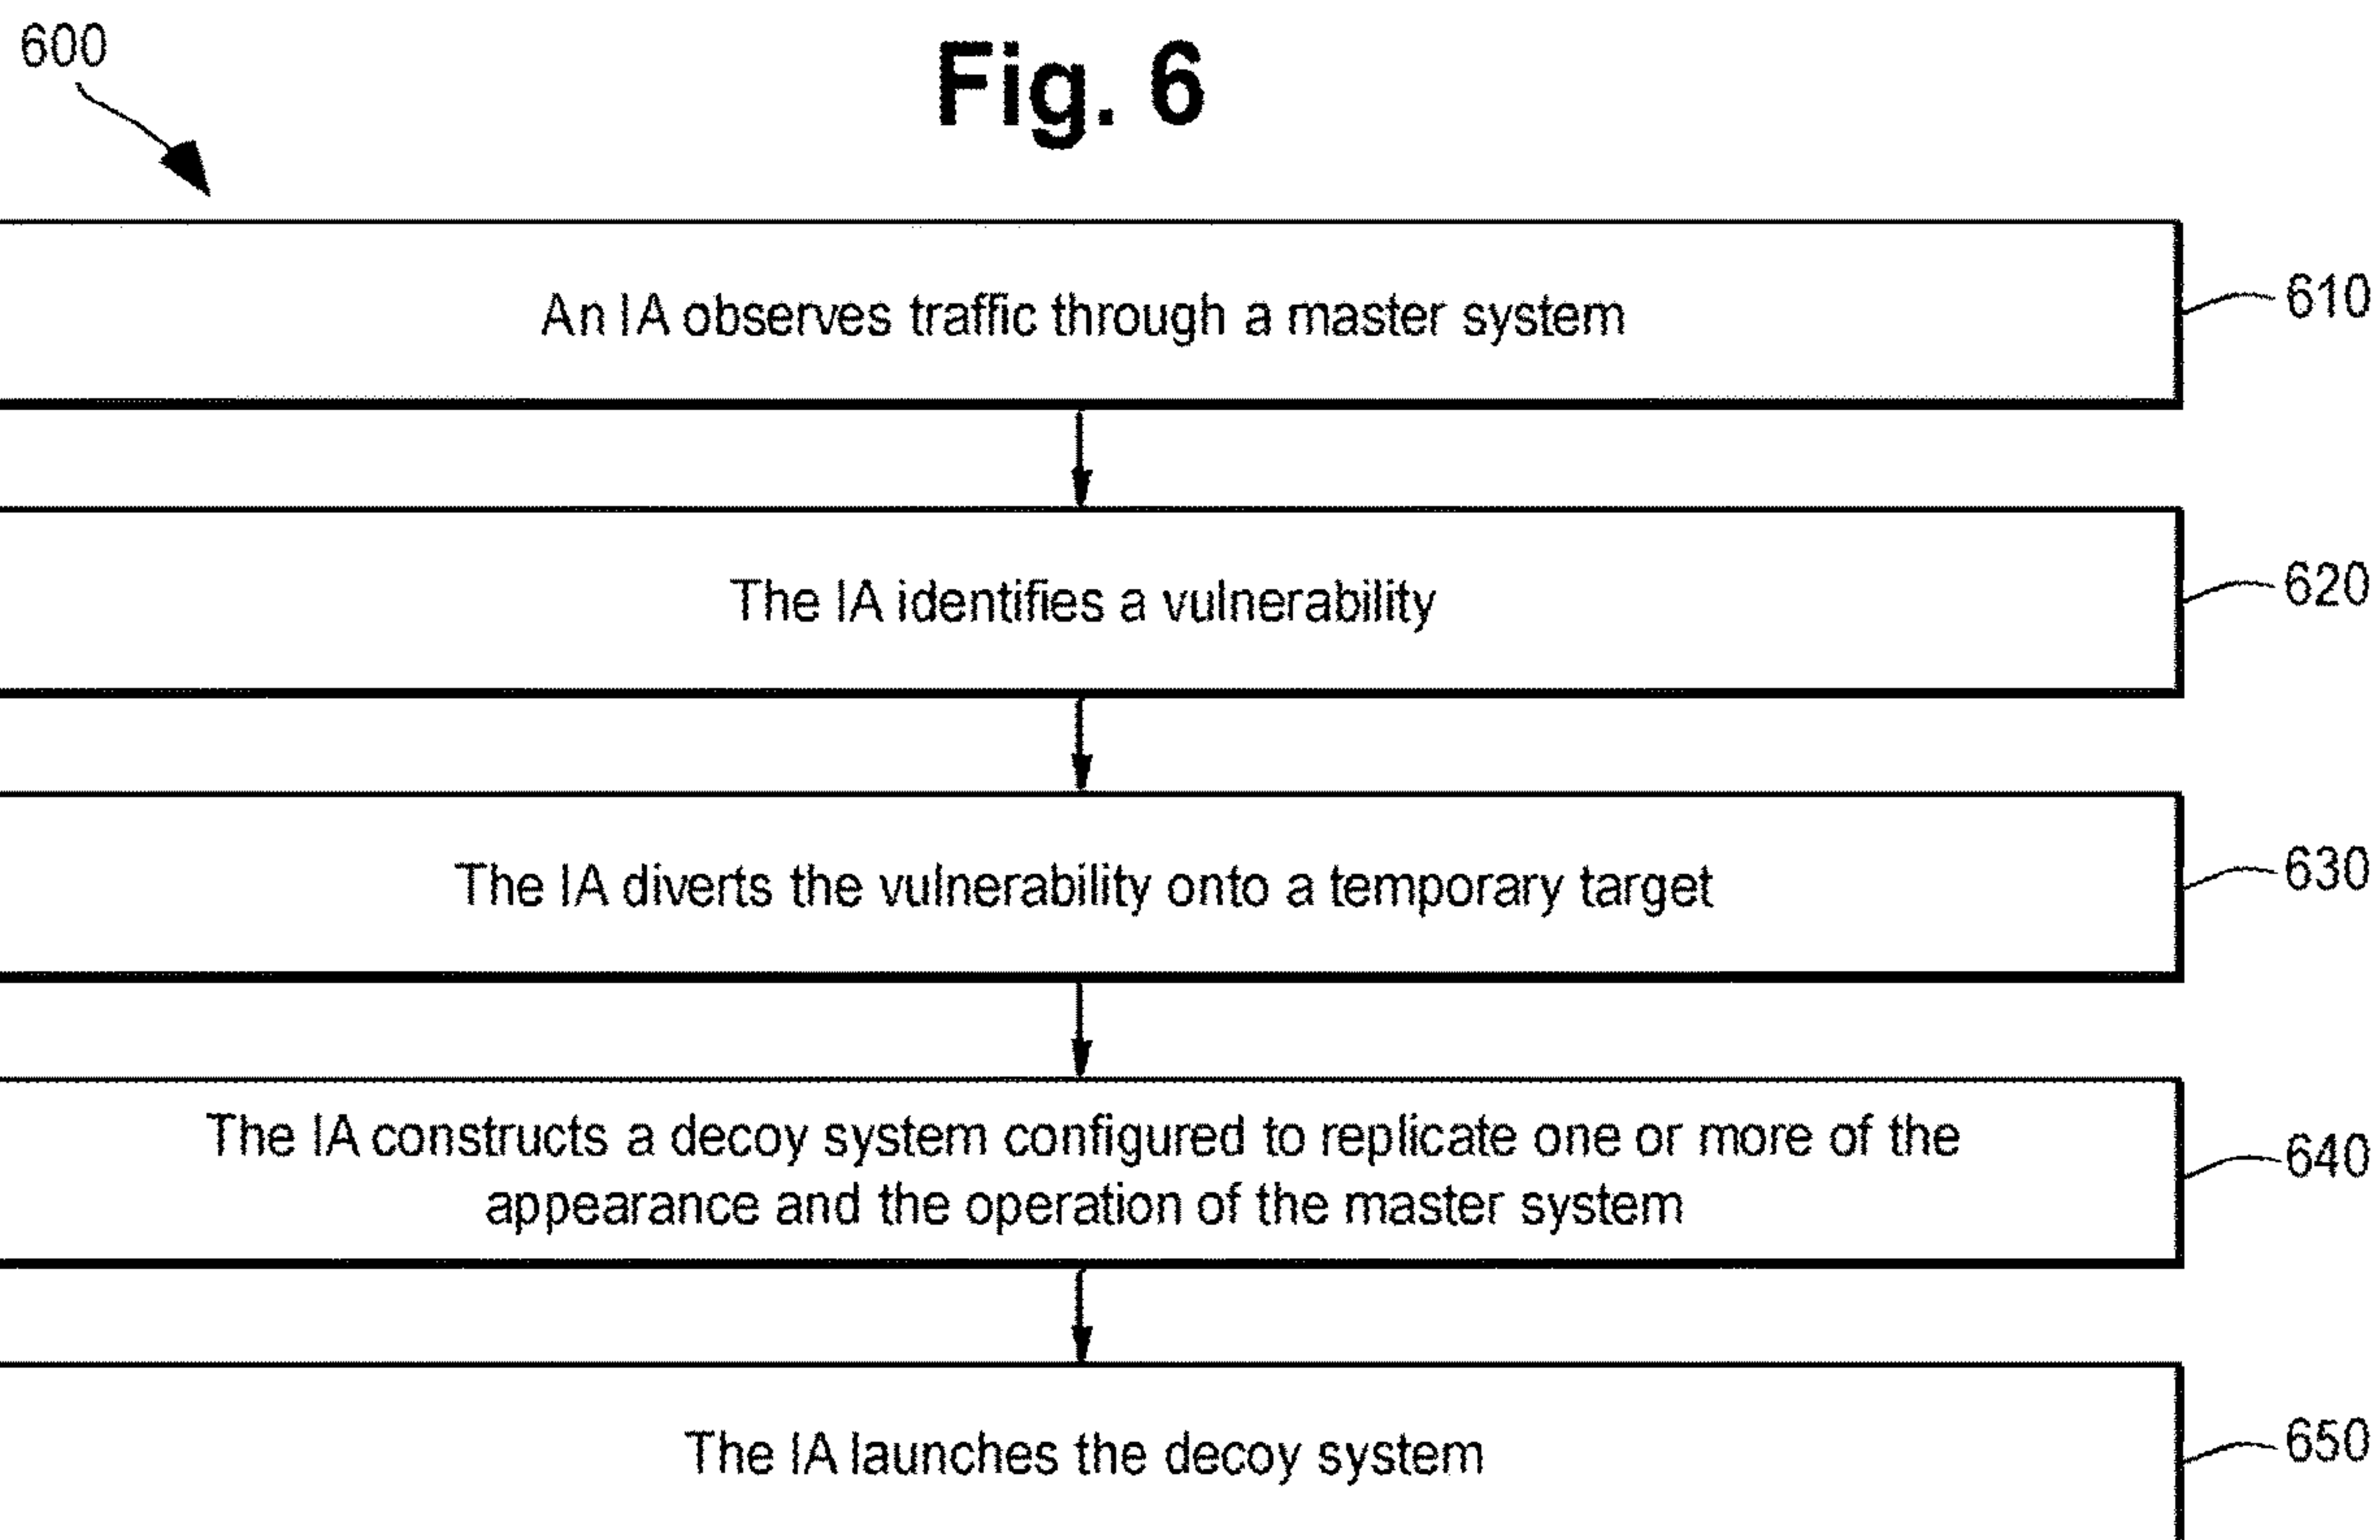 600
Fig. 6
An IA observes traffic through a master system
610
The IA identifies a vulnerability
620
The IA diverts the vulnerability onto a temporary target
630
The IA constructs a decoy system configured to replicate one or more of the
appearance and the operation of the master system
640
The IA launches the decoy system
650